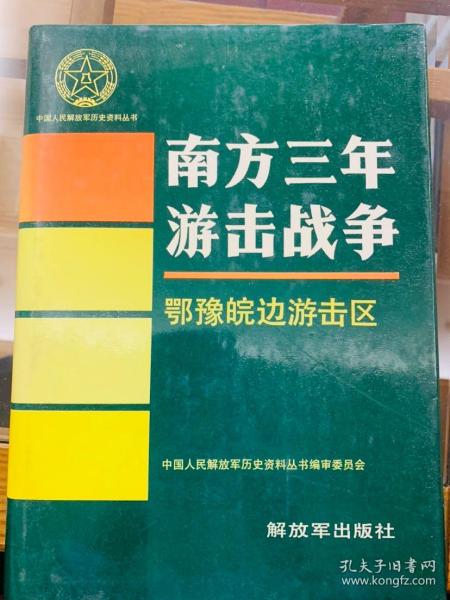 中国人民解放军历史资料丛书
南方三年
游击战争
鄂豫皖边游击区
中国人民解放军历史资料丛书编审委员会
解放军出版社
孔夫子旧书网
www.kongfz.com